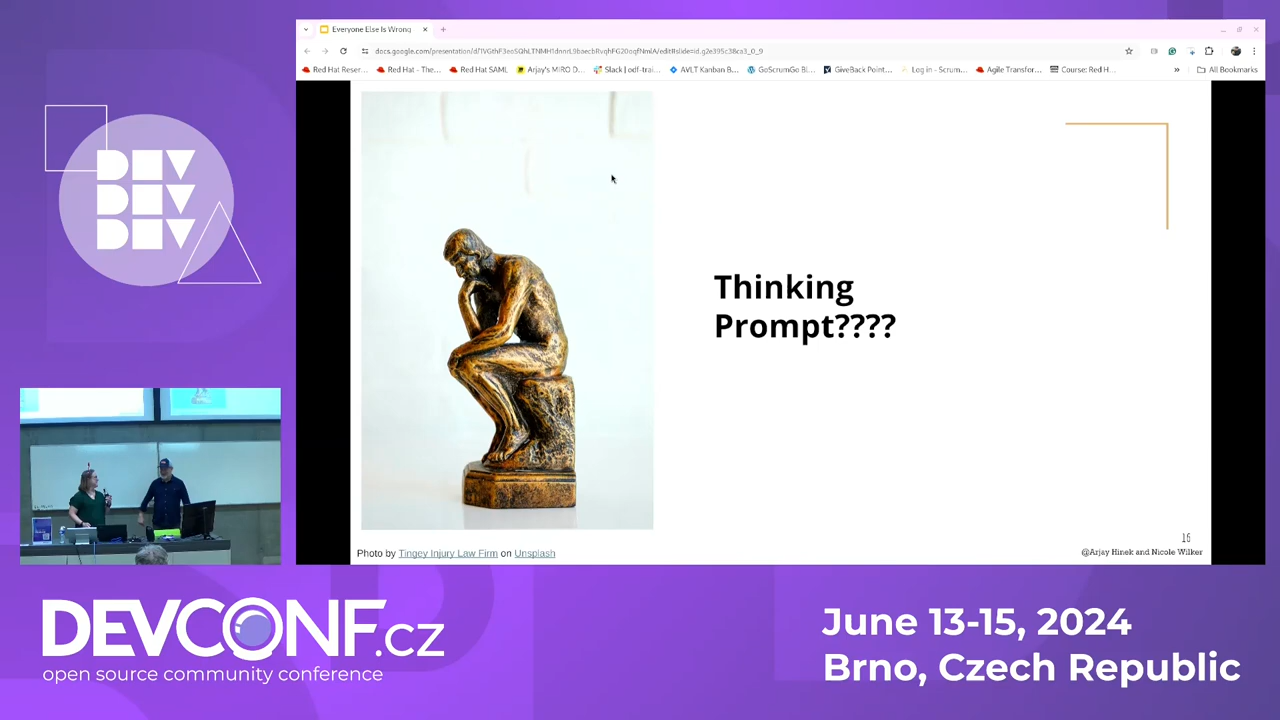 Everyone Else Is Wrong
Red Hat Reser...
Red Hat - The...
Red Hat SAML
Arjay's MIRO D...
Slack | odf-trai...
AVLT Kanban B...
GoScrumGo Bl...
GiveBack Point...
Log in - Scrum...
Agile Transfor...
Course: Red H...
All Bookmarks
DEV
DEV
DEV
Thinking
Prompt????
Photo by Tingey Injury Law Firm on Unsplash
@Arjay Hinek and Nicole Wilker
DEVCONF.cz
open source community conference
June 13-15, 2024
Brno, Czech Republic